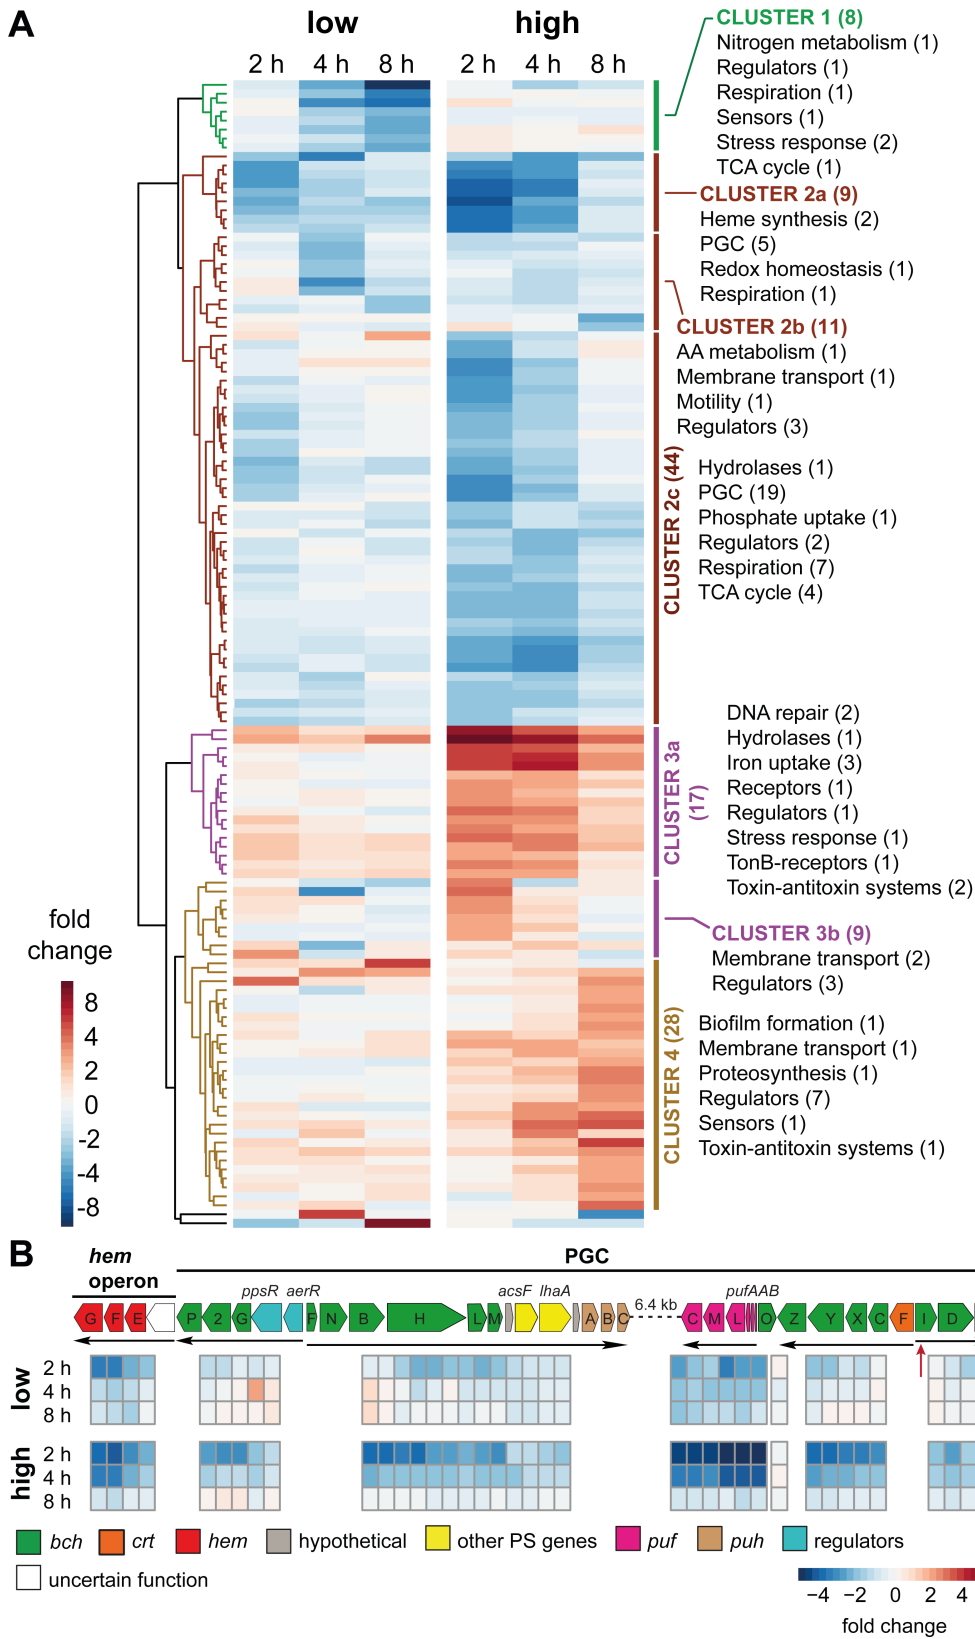 A
low
high
2 h
4 h
8 h
2 h
4 h
8 h
CLUSTER 1 (8)
Nitrogen metabolism (1)
Regulators (1)
Respiration (1)
Sensors (1)
Stress response (2)
TCA cycle (1)
CLUSTER 2a (9)
Heme synthesis (2)
PGC (5)
Redox homeostasis (1)
Respiration (1)
CLUSTER 2b (11)
AA metabolism (1)
Membrane transport (1)
Motility (1)
Regulators (3)
CLUSTER 2c (44)
Hydrolases (1)
PGC (19)
Phosphate uptake (1)
Regulators (2)
Respiration (7)
TCA cycle (4)
CLUSTER 3a
(17)
DNA repair (2)
Hydrolases (1)
Iron uptake (3)
Receptors (1)
Regulators (1)
Stress response (1)
TonB-receptors (1)
Toxin-antitoxin systems (2)
CLUSTER 3b (9)
Membrane transport (2)
Regulators (3)
CLUSTER 4 (28)
Biofilm formation (1)
Membrane transport (1)
Proteosynthesis (1)
Regulators (7)
Sensors (1)
Toxin-antitoxin systems (1)
fold
change
8
4
2
0
-2
-4
-8
B
hem
operon
PGC
ppsR aerR
acsF lhaA
6.4 kb
pufAAB
G F E
P 2 G
F N B H L M
A B C
C M L
O Z Y X C F I D
low
2 h
4 h
8 h
high
2 h
4 h
8 h
bch
crt
hem
hypothetical
other PS genes
puf
puh
regulators
uncertain function
−4 −2 0 2 4
fold change